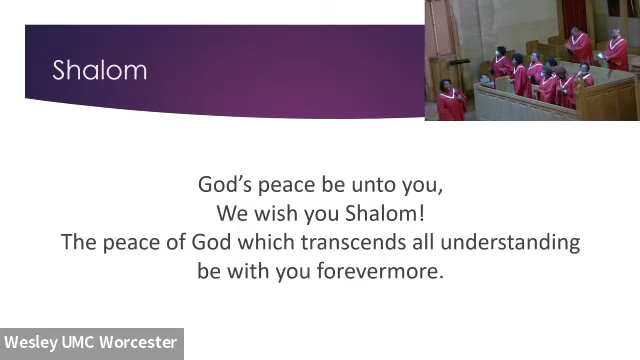 Shalom
God's peace be unto you,
We wish you Shalom!
The peace of God which transcends all understanding
be with you forevermore.
Wesley UMC Worcester